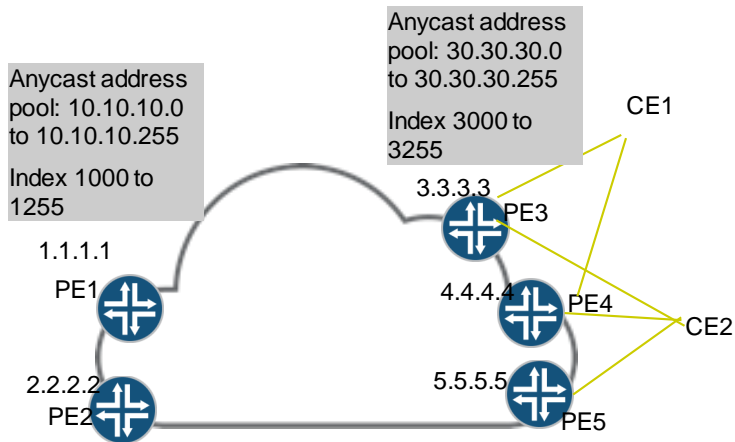 Anycast address
pool: 30.30.30.0
to 30.30.30.255
Index 3000 to
3255
Anycast address
pool: 10.10.10.0
to 10.10.10.255
Index 1000 to
1255
CE1
3.3.3.3
PE3
1.1.1.1
PE1
4.4.4.4
PE4
CE2
2.2.2.2
PE2
5.5.5.5
PE5